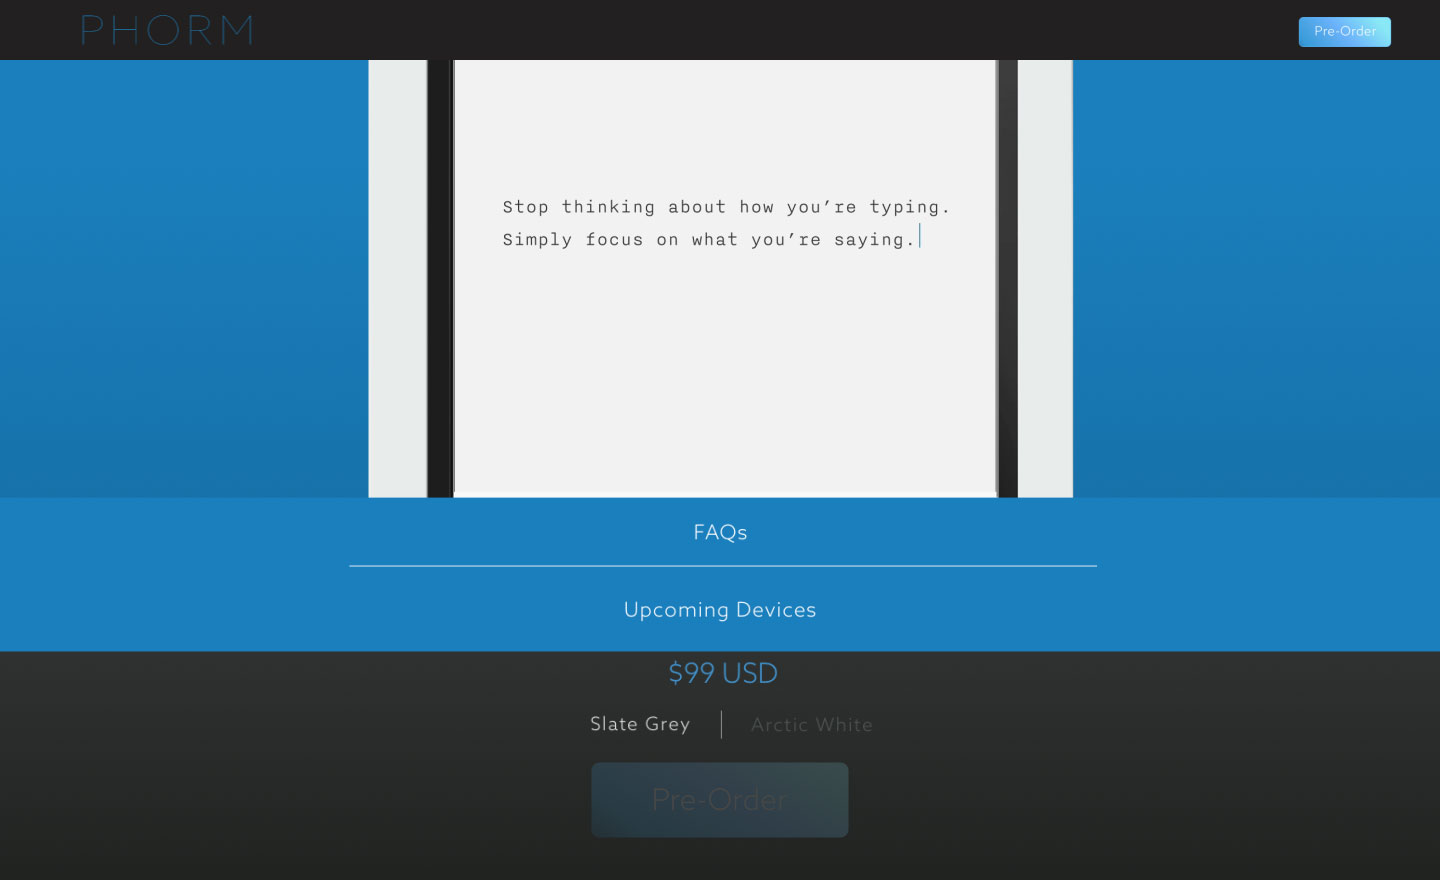 PHORM
Pre-Order
Stop thinking about how you’re typing.
Simply focus on what you’re saying.
FAQs
Upcoming Devices
$99 USD
Slate Grey
Arctic White
Pre-Order